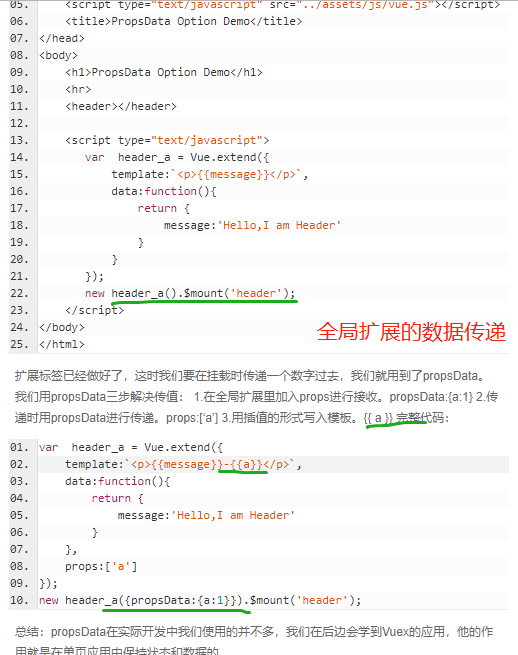 05.    <script type="text/javascript" src="../assets/js/vue.js"></script>
06.    <title>PropsData Option Demo</title>
07. </head>
08. <body>
09.    <h1>PropsData Option Demo</h1>
10.    <hr>
11.    <header></header>
12.
13.    <script type="text/javascript">
14.       var  header_a = Vue.extend({
15.           template:`<p>{{message}}</p>`,
16.           data:function(){
17.               return {
18.                   message:'Hello,I am Header'
19.               }
20.           }
21.       });
22.       new header_a().$mount('header');
23.    </script>
24. </body>
全局扩展的数据传递
25. </html>
扩展标签已经做好了，这时我们要在挂载时传递一个数字过去，我们就用到了propsData。
我们用propsData三步解决传值： 1.在全局扩展里加入props进行接收。propsData:{a:1} 2.传
递时用propsData进行传递。props:['a'] 3.用插值的形式写入模板。{{ a }} 完整代码：
01. var  header_a = Vue.extend({
02.    template:`<p>{{message}}-{{a}}</p>`,
03.    data:function(){
04.        return {
05.            message:'Hello,I am Header'
06.        }
07.    },
08.    props:['a']
09. });
10. new header_a({propsData:{a:1}}).$mount('header');
总结：propsData在实际开发中我们使用的并不多，我们在后边会学到Vuex的应用，他的作
用就是在单页应用中保持状态和数据的。